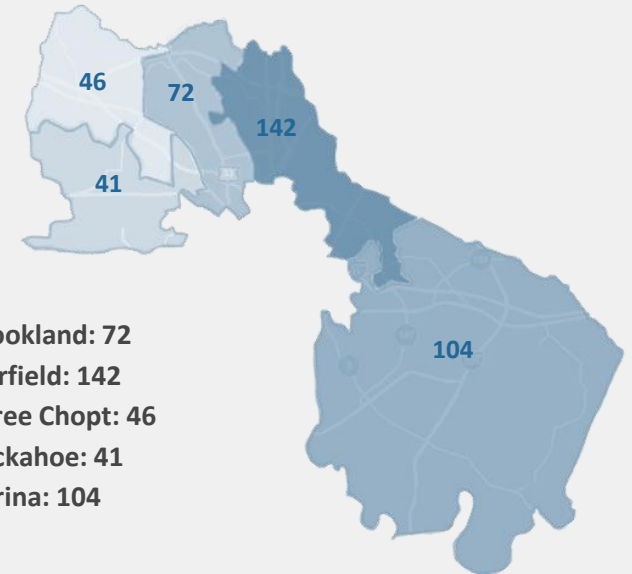 46
72
142
41
104
ookland: 72
rfield: 142
ree Chopt: 46
ckahoe: 41
rina: 104